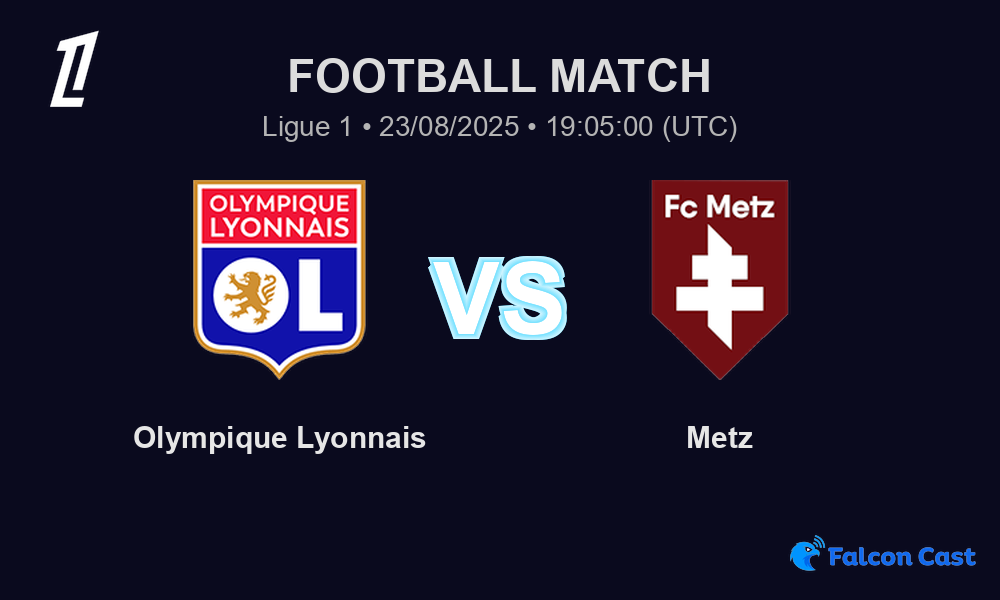 FOOTBALL MATCH
Ligue 1 • 23/08/2025 • 19:05:00 (UTC)
OLYMPIQUE
LYONNAIS
OL
Fc Metz
VS
Olympique Lyonnais
Metz
Falcon Cast